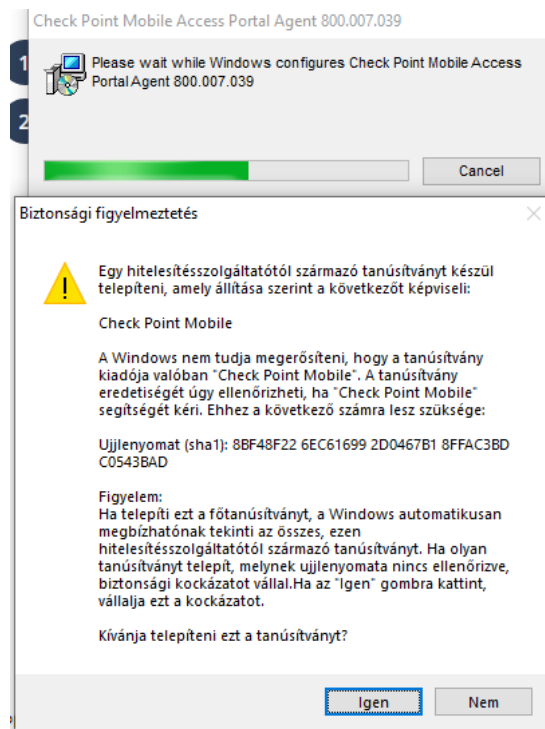 Check Point Mobile Access Portal Agent 800.007.039
1
Please wait while Windows configures Check Point Mobile Access
Portal Agent 800.007.039
2
Cancel
Biztonsági figyelmeztetés
Egy hitelesítésszolgáltatótól származó tanúsítványt készül
telepíteni, amely állítása szerint a következőt képviseli:
Check Point Mobile
A Windows nem tudja megerősíteni, hogy a tanúsítvány
kiadója valóban "Check Point Mobile". A tanúsítvány
eredetiségét úgy ellenőrizheti, ha "Check Point Mobile"
segítségét kéri. Ehhez a következő számra lesz szüksége:
Ujjlenyomat (sha1): 8BF48F22 6EC61699 2D0467B1 8FFAC3BD
C0543BAD
Figyelem:
Ha telepíti ezt a főtanúsítványt, a Windows automatikusan
megbízhatónak tekinti az összes, ezen
hitelesítésszolgáltatótól származó tanúsítványt. Ha olyan
tanúsítványt telepít, melynek ujjlenyomata nincs ellenőrizve,
biztonsági kockázatot vállal.Ha az "Igen" gombra kattint,
vállalja ezt a kockázatot.
Kívánja telepíteni ezt a tanúsítványt?
Igen
Nem